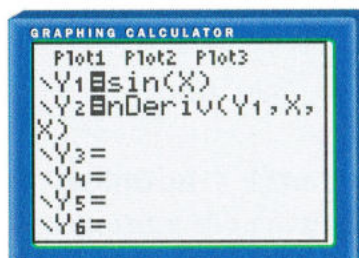 GRAPHING CALCULATOR
Plot1 Plot2 Plot3
\Y₁=sin(X)
\Y₂=nDeriv(Y₁,X,
X)
\Y₃=
\Y₄=
\Y₅=
\Y₆=